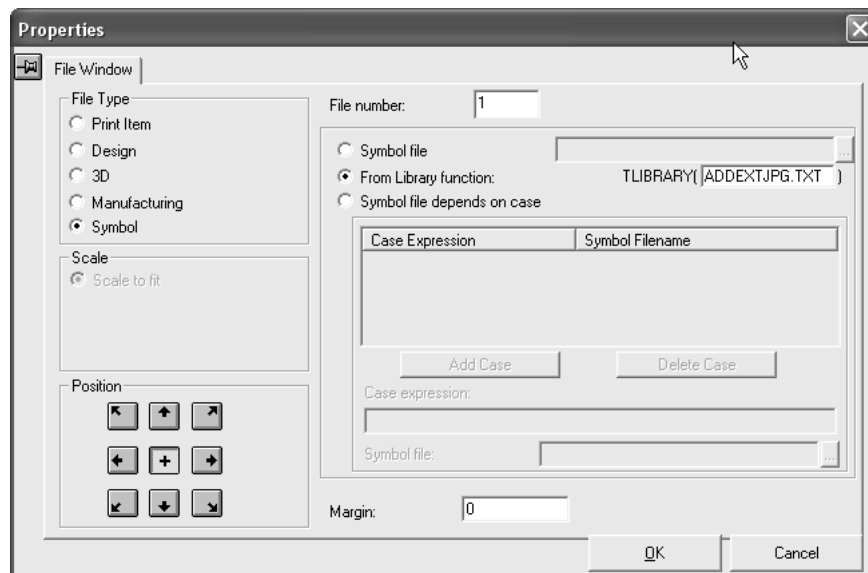 Properties
File Window
File Type
Print Item
Design
3D
Manufacturing
Symbol
Scale
Scale to fit
Position
File number: 1
Symbol file ...
From Library function: TLIBRARY( ADDEXTJPG.TXT )
Symbol file depends on case
Case Expression Symbol Filename
Add Case Delete Case
Case expression:
Symbol file: ...
Margin: 0
OK Cancel